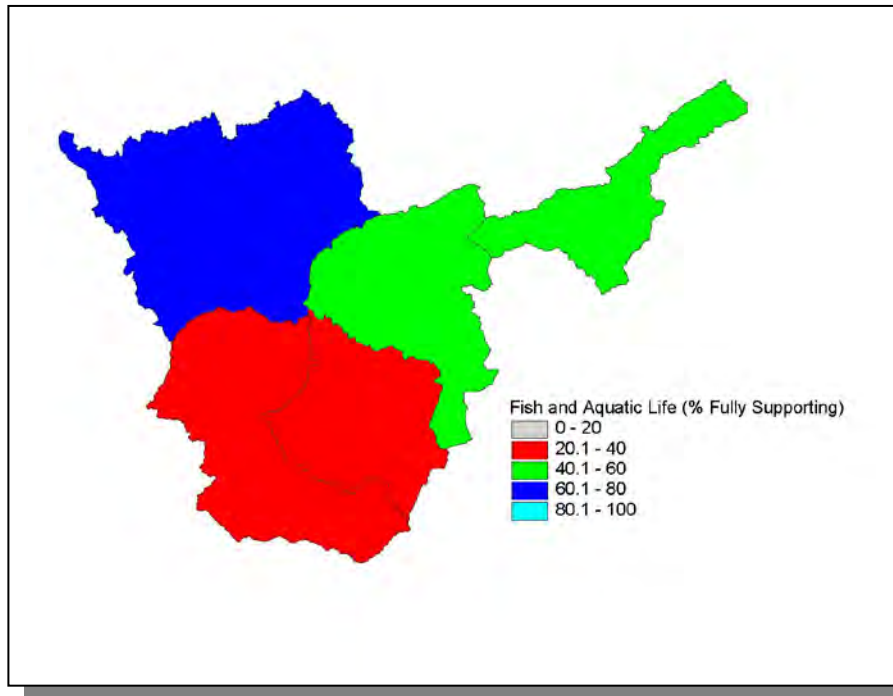 Fish and Aquatic Life (% Fully Supporting)
0 - 20
20.1 - 40
40.1 - 60
60.1 - 80
80.1 - 100